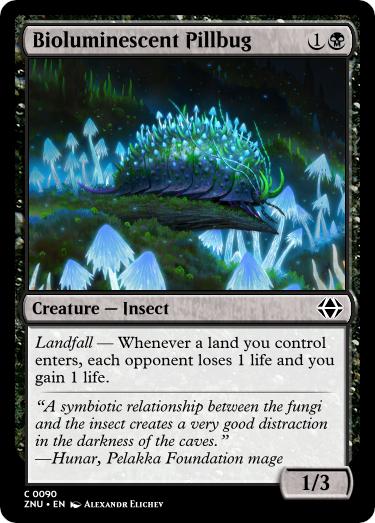 Bioluminescent Pillbug 1
Creature — Insect
Landfall — Whenever a land you control
enters, each opponent loses 1 life and you
gain 1 life.
“A symbiotic relationship between the fungi
and the insect creates a very good distraction
in the darkness of the caves.”
—Hunar, Pelakka Foundation mage
1/3
C 0090
ZNU • EN Alexandr Elichev